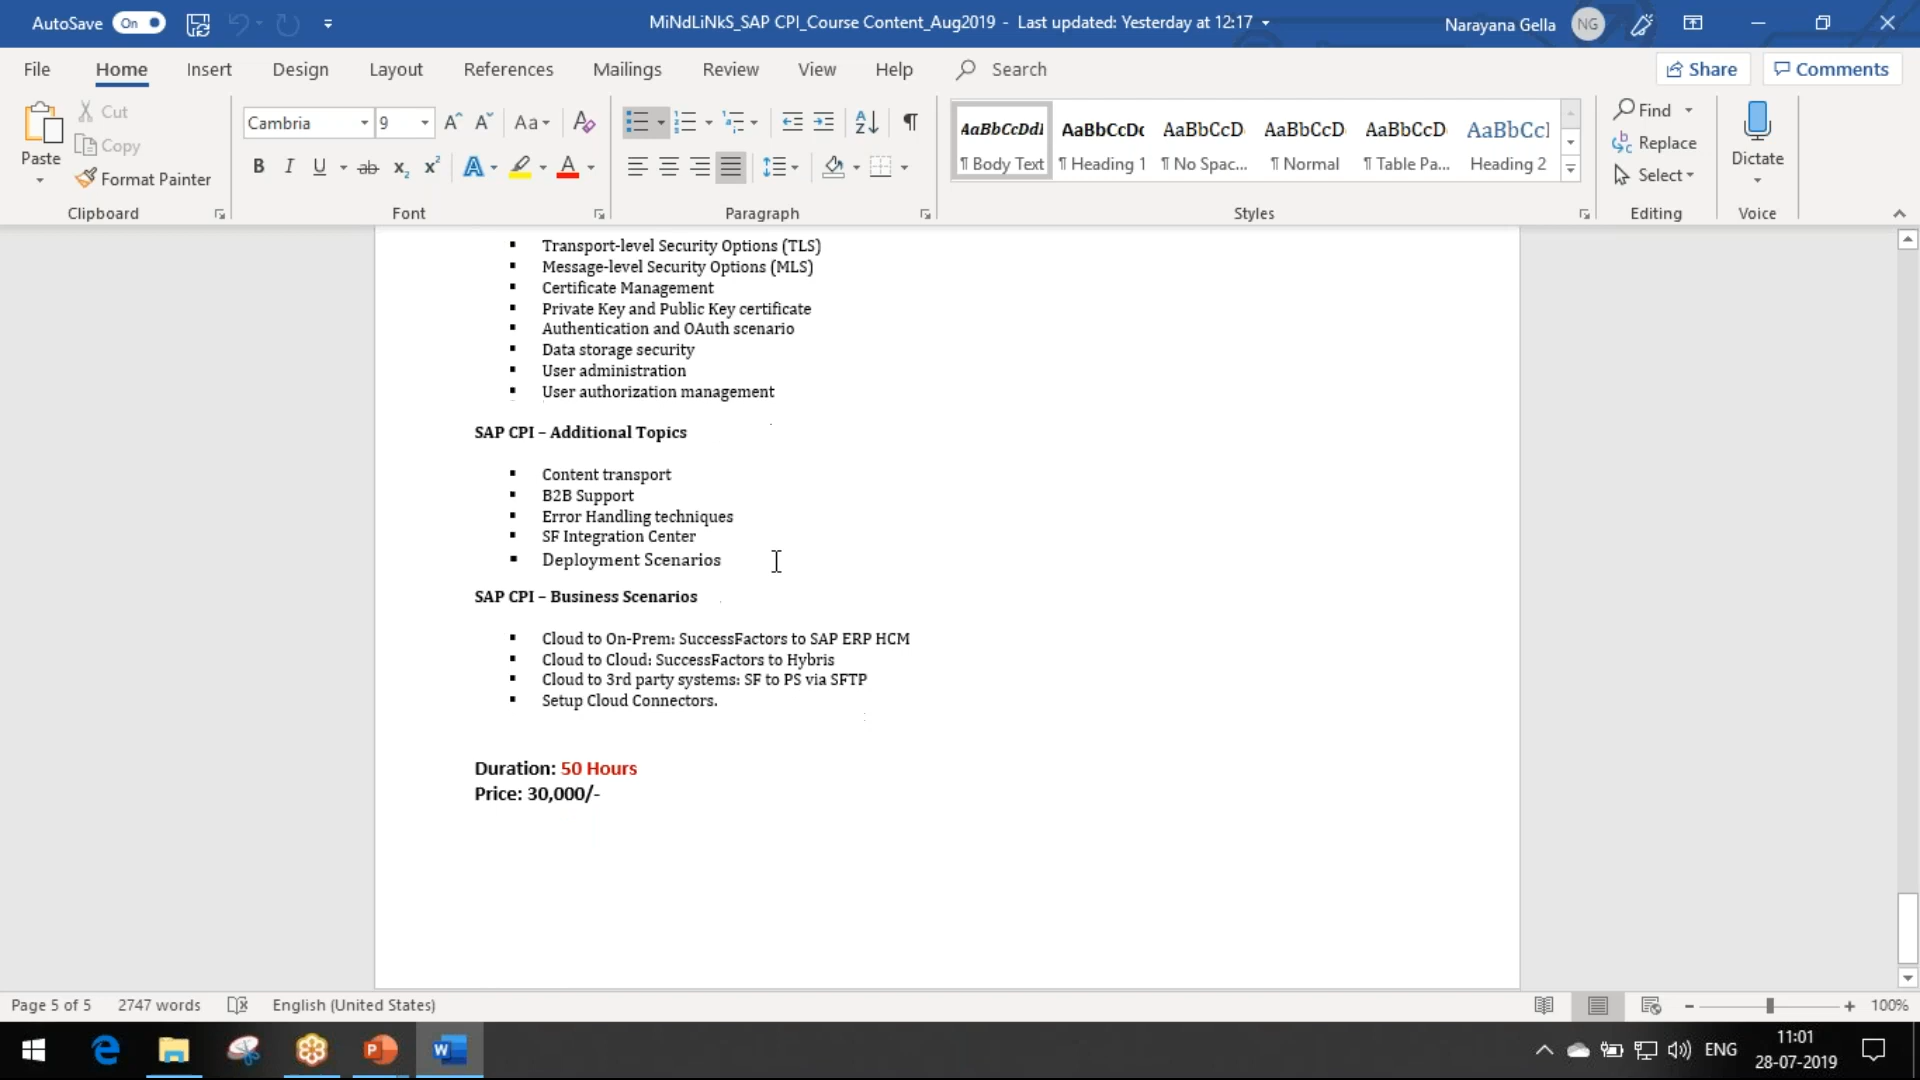 AutoSave On MiNdLiNkS_SAP CPI_Course Content_Aug2019 - Last updated: Yesterday at 12:17 Narayana Gella NG
File Home Insert Design Layout References Mailings Review View Help Search Share Comments
Paste
Cut
Copy
Format Painter
Clipboard
Cambria 9
Font
Paragraph
AaBbCcDdI AaBbCcDc AaBbCcD AaBbCcD AaBbCcD AaBbCcl
¶ Body Text ¶ Heading 1 ¶ No Spac... ¶ Normal ¶ Table Pa... Heading 2
Styles
Find
Replace
Select
Editing
Dictate
Voice
▪ Transport-level Security Options (TLS)
▪ Message-level Security Options (MLS)
▪ Certificate Management
▪ Private Key and Public Key certificate
▪ Authentication and OAuth scenario
▪ Data storage security
▪ User administration
▪ User authorization management
SAP CPI – Additional Topics
▪ Content transport
▪ B2B Support
▪ Error Handling techniques
▪ SF Integration Center
▪ Deployment Scenarios
SAP CPI – Business Scenarios
▪ Cloud to On-Prem: SuccessFactors to SAP ERP HCM
▪ Cloud to Cloud: SuccessFactors to Hybris
▪ Cloud to 3rd party systems: SF to PS via SFTP
▪ Setup Cloud Connectors.
Duration: 50 Hours
Price: 30,000/-
Page 5 of 5 2747 words English (United States) 100%
ENG
11:01
28-07-2019